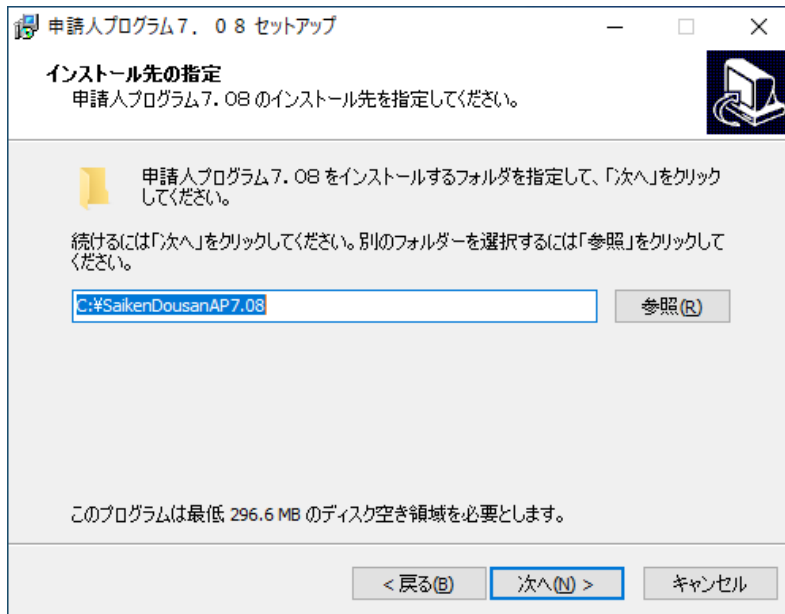 申請人プログラム７．０８ セットアップ
インストール先の指定
申請人プログラム７．０８のインストール先を指定してください。
申請人プログラム７．０８をインストールするフォルダを指定して、「次へ」をクリック
してください。
続けるには「次へ」をクリックしてください。別のフォルダーを選択するには「参照」をクリックして
ください。
C:¥SaikenDousanAP7.08
参照(R)
このプログラムは最低 296.6 MB のディスク空き領域を必要とします。
< 戻る(B)
次へ(N) >
キャンセル